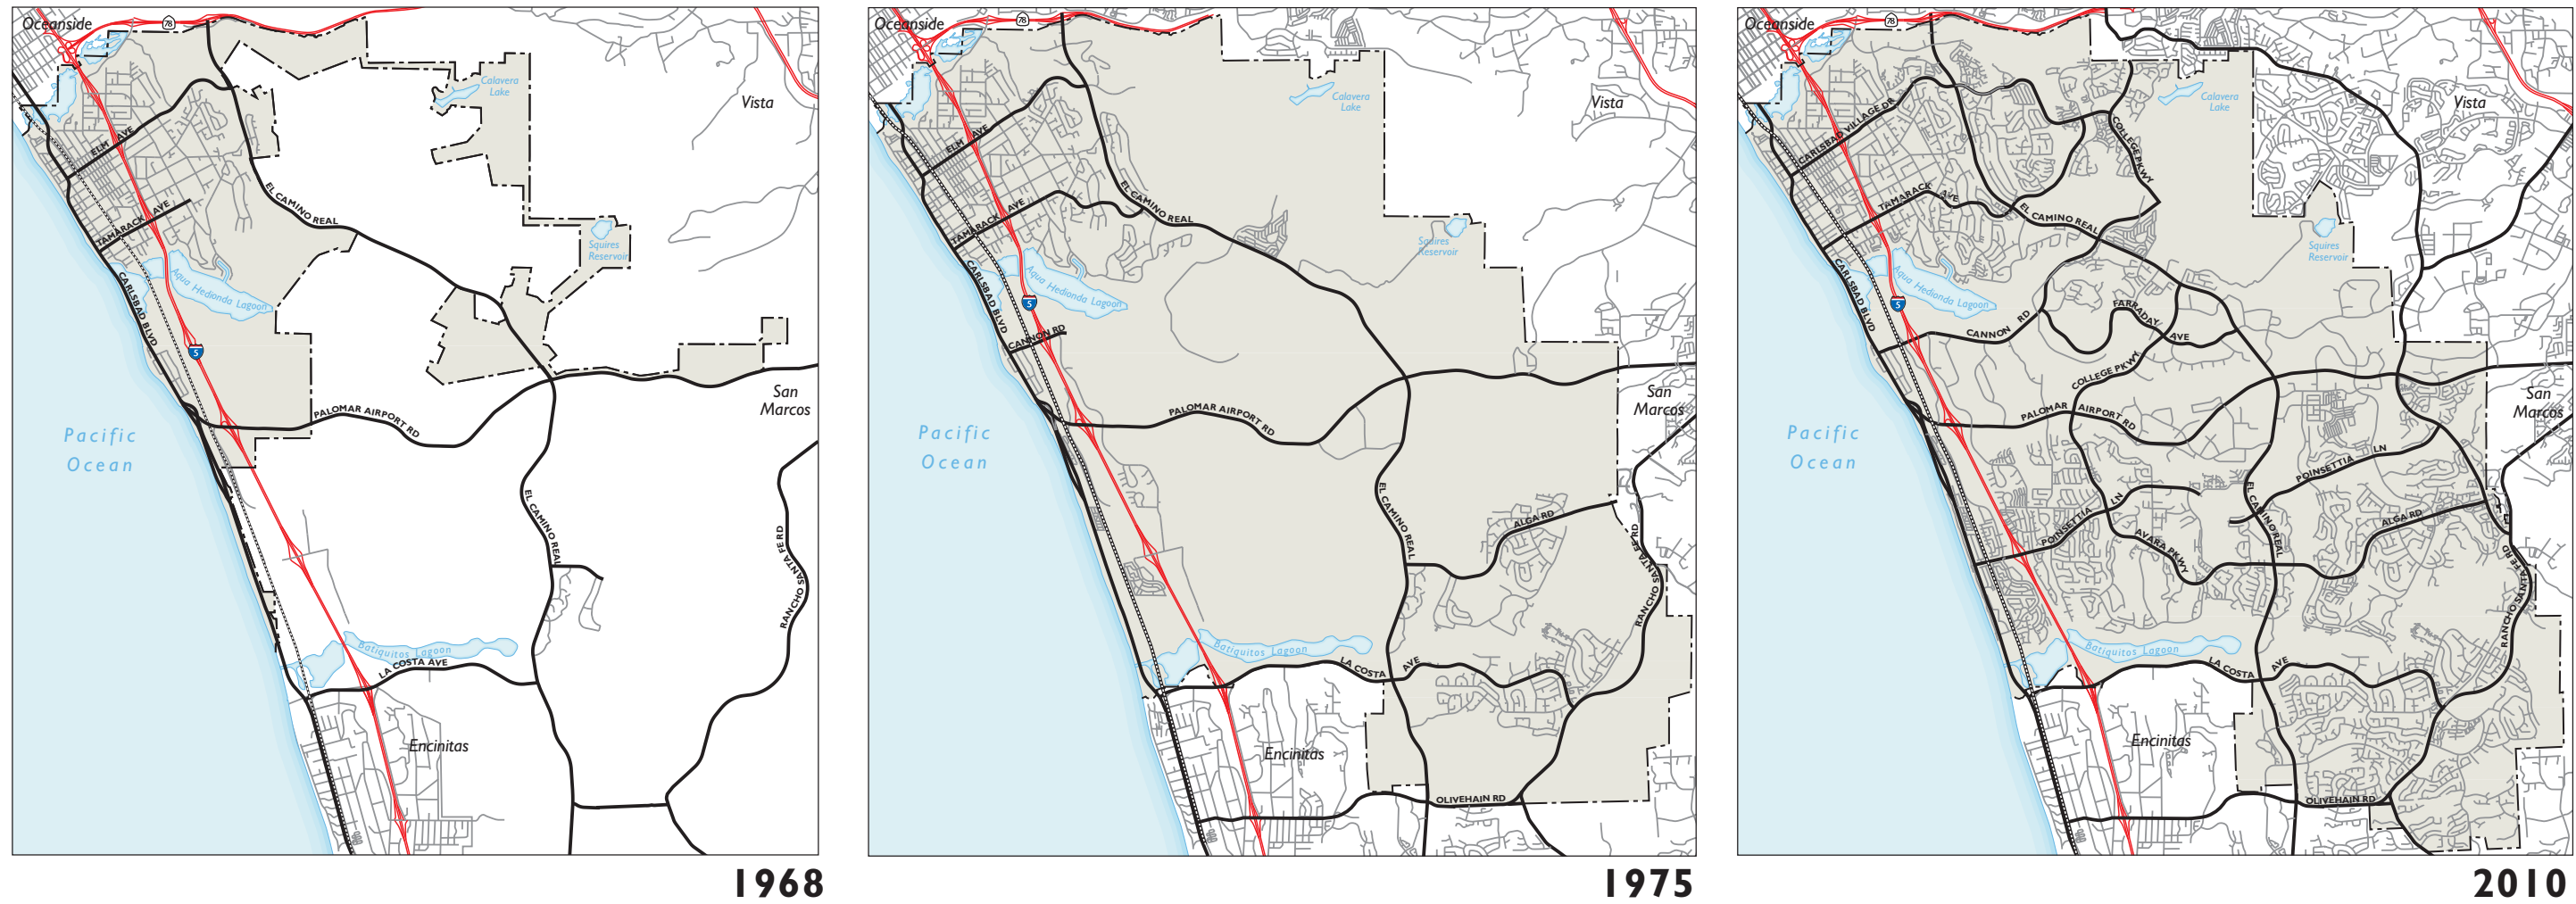 Oceanside
78
Calavera
Lake
Vista
ELM AVE
EL CAMINO REAL
TAMARACK AVE
Squires
Reservoir
Aqua Hedionda Lagoon
CARLSBAD BLVD
5
San
Marcos
PALOMAR AIRPORT RD
Pacific
Ocean
EL CAMINO REAL
RANCHO SANTA FE RD
Batiquitos Lagoon
LA COSTA AVE
Encinitas
1968
Oceanside
78
Calavera
Lake
Vista
ELM AVE
EL CAMINO REAL
TAMARACK AVE
Squires
Reservoir
Aqua Hedionda Lagoon
CARLSBAD BLVD
5
CANNON RD
San
Marcos
PALOMAR AIRPORT RD
Pacific
Ocean
EL CAMINO REAL
ALGA RD
RANCHO SANTA FE RD
Batiquitos Lagoon
LA COSTA AVE
Encinitas
OLIVEHAIN RD
1975
Oceanside
78
Calavera
Lake
Vista
CARLSBAD VILLAGE DR
COLLEGE PKWY
TAMARACK AVE
EL CAMINO REAL
Squires
Reservoir
Aqua Hedionda Lagoon
CARLSBAD BLVD
5
CANNON RD
FARRADAY AVE
COLLEGE PKWY
San
Marcos
PALOMAR AIRPORT RD
Pacific
Ocean
POINSETTIA LN
EL CAMINO REAL
POINSETTIA LN
ALGA RD
AVARA PKWY
RANCHO SANTA FE RD
Batiquitos Lagoon
LA COSTA AVE
Encinitas
OLIVEHAIN RD
2010